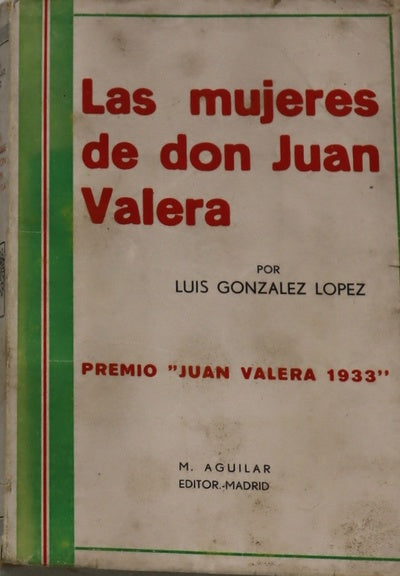 Las mujeres
de don Juan
Valera
POR
LUIS GONZALEZ LOPEZ
PREMIO "JUAN VALERA 1933"
M. AGUILAR
EDITOR.-MADRID